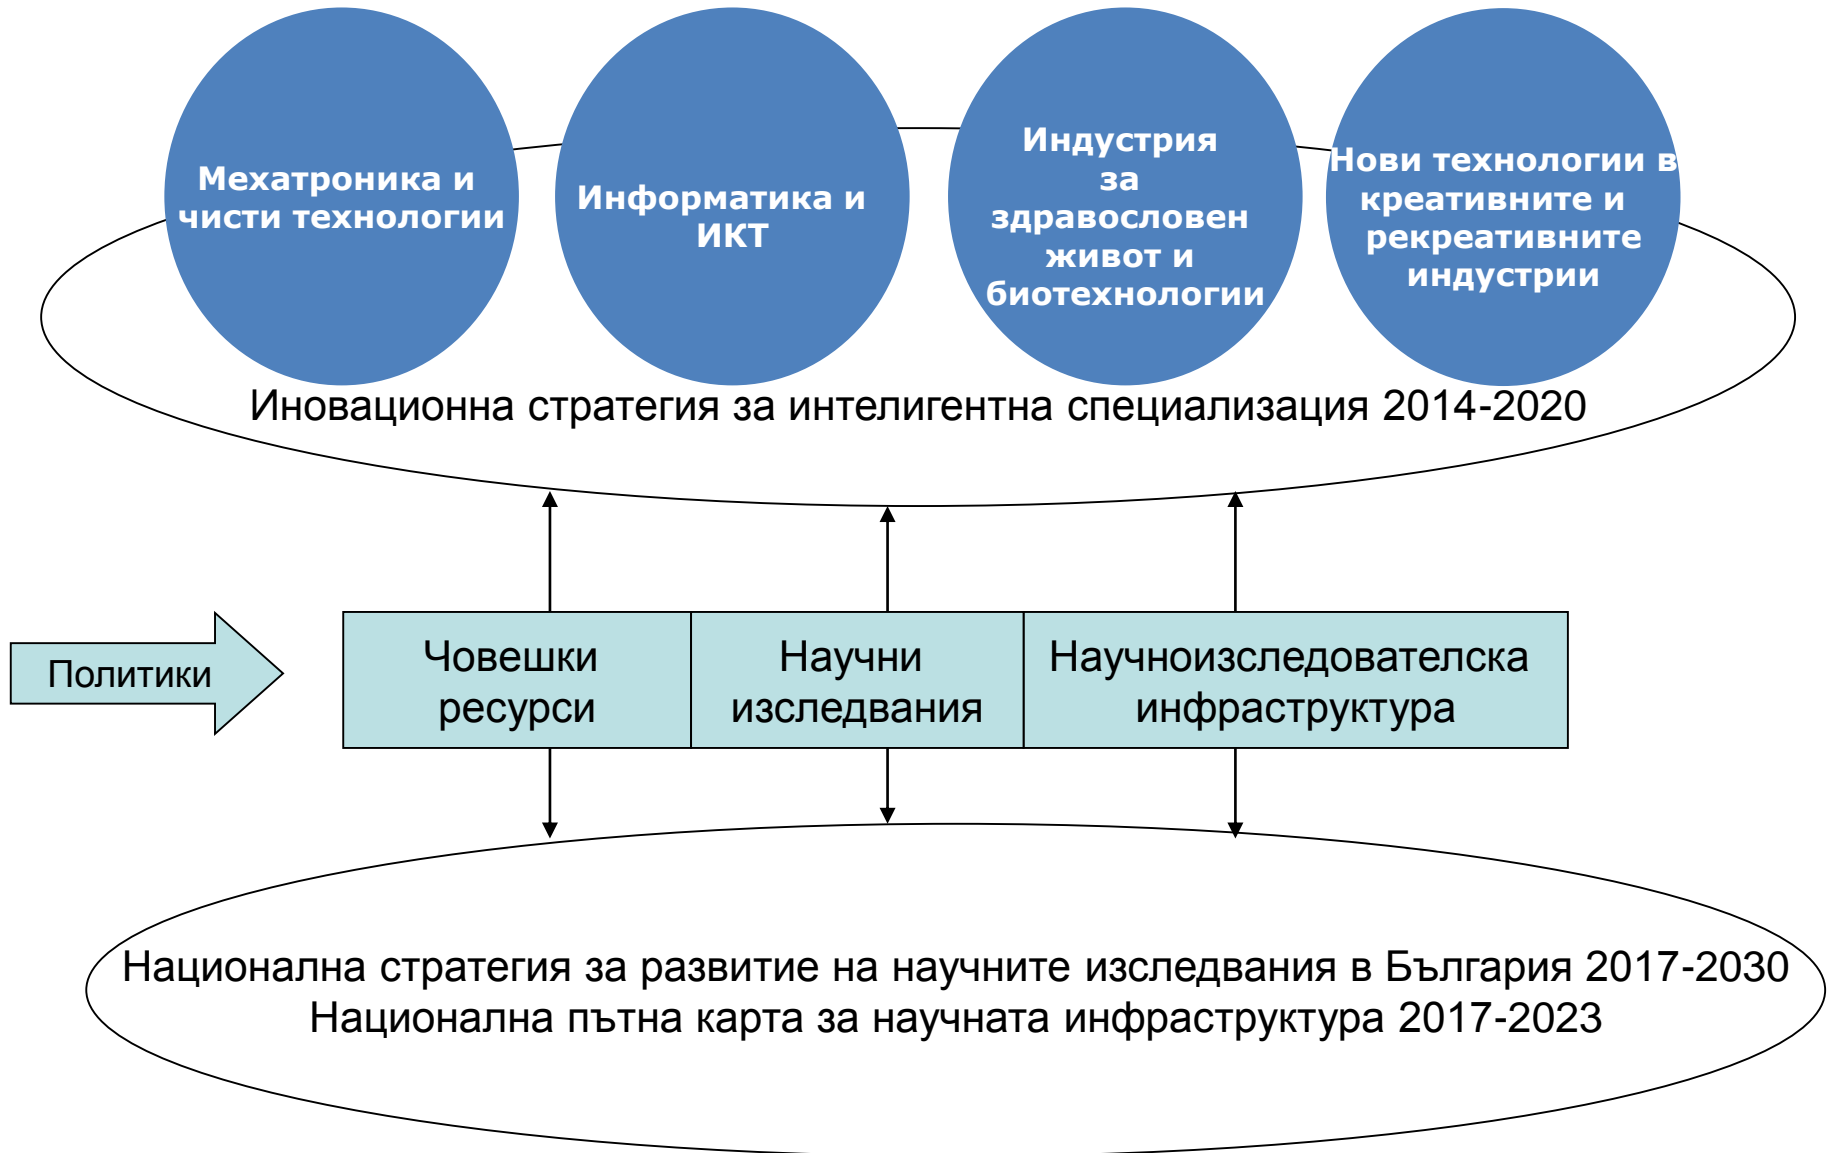 Мехатроника и
чисти технологии
Информатика и
ИКТ
Индустрия
за
здравословен
живот и
биотехнологии
Нови технологии в
креативните и
рекреативните
индустрии
Иновационна стратегия за интелигентна специализация 2014-2020
Политики
Човешки
ресурси
Научни
изследвания
Научноизследователска
инфраструктура
Национална стратегия за развитие на научните изследвания в България 2017-2030
Национална пътна карта за научната инфраструктура 2017-2023